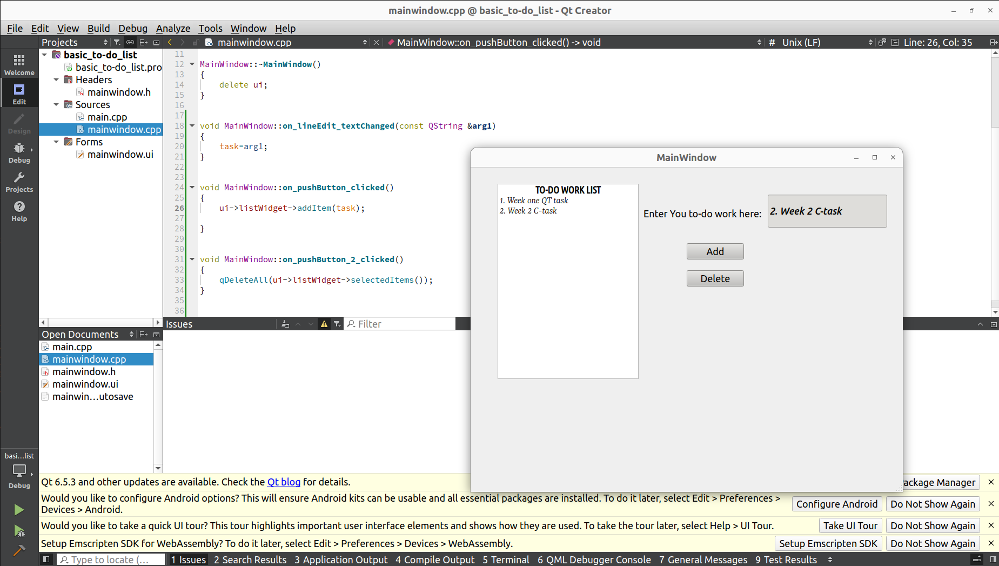 mainwindow.cpp @ basic_to-do_list - Qt Creator
File Edit View Build Debug Analyze Tools Window Help
Projects
mainwindow.cpp
MainWindow::on_pushButton_clicked() -> void
# Unix (LF)
Line: 26, Col: 35
Welcome
Edit
Design
Debug
Projects
Help
basic_to-do_list
basic_to-do_list.pro
Headers
mainwindow.h
Sources
main.cpp
mainwindow.cpp
Forms
mainwindow.ui
11
12 MainWindow::~MainWindow()
13 {
14 delete ui;
15 }
16
17
18 void MainWindow::on_lineEdit_textChanged(const QString &arg1)
19 {
20 task=arg1;
21 }
22
23
24 void MainWindow::on_pushButton_clicked()
25 {
26 ui->listWidget->addItem(task);
27
28 }
29
30
31 void MainWindow::on_pushButton_2_clicked()
32 {
33 qDeleteAll(ui->listWidget->selectedItems());
34 }
35
36
MainWindow
TO-DO WORK LIST
1. Week one QT task
2. Week 2 C-task
Enter You to-do work here:
2. Week 2 C-task
Add
Delete
Issues
Filter
Open Documents
main.cpp
mainwindow.cpp
mainwindow.h
mainwindow.ui
mainwin...utosave
basi...list
Debug
Qt 6.5.3 and other updates are available. Check the Qt blog for details.
Package Manager
Would you like to configure Android options? This will ensure Android kits can be usable and all essential packages are installed. To do it later, select Edit > Preferences >
Devices > Android.
Configure Android
Do Not Show Again
Would you like to take a quick UI tour? This tour highlights important user interface elements and shows how they are used. To take the tour later, select Help > UI Tour.
Take UI Tour
Do Not Show Again
Setup Emscripten SDK for WebAssembly? To do it later, select Edit > Preferences > Devices > WebAssembly.
Setup Emscripten SDK
Do Not Show Again
Type to locate (...
1 Issues 2 Search Results 3 Application Output 4 Compile Output 5 Terminal 6 QML Debugger Console 7 General Messages 9 Test Results